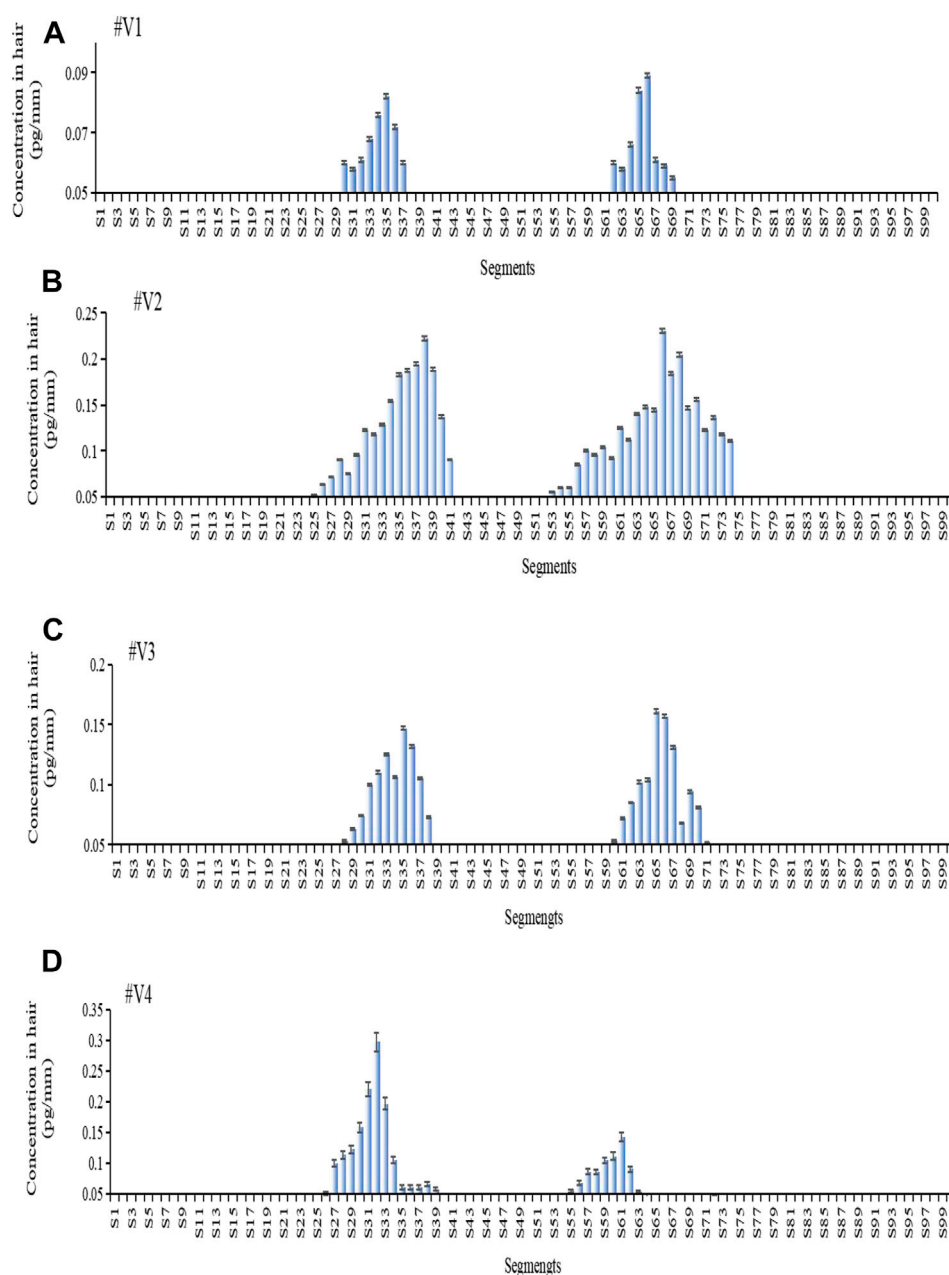 A
#V1
Concentration in hair
(pg/mm)
0.09
0.07
0.05
S1 S3 S5 S7 S9 S11 S13 S15 S17 S19 S21 S23 S25 S27 S29 S31 S33 S35 S37 S39 S41 S43 S45 S47 S49 S51 S53 S55 S57 S59 S61 S63 S65 S67 S69 S71 S73 S75 S77 S79 S81 S83 S85 S87 S89 S91 S93 S95 S97 S99
Segments
B
#V2
Concentration in hair
(pg/mm)
0.25
0.2
0.15
0.1
0.05
S1 S3 S5 S7 S9 S11 S13 S15 S17 S19 S21 S23 S25 S27 S29 S31 S33 S35 S37 S39 S41 S43 S45 S47 S49 S51 S53 S55 S57 S59 S61 S63 S65 S67 S69 S71 S73 S75 S77 S79 S81 S83 S85 S87 S89 S91 S93 S95 S97 S99
Segments
C
#V3
Concentration in hair
(pg/mm)
0.2
0.15
0.1
0.05
S1 S3 S5 S7 S9 S11 S13 S15 S17 S19 S21 S23 S25 S27 S29 S31 S33 S35 S37 S39 S41 S43 S45 S47 S49 S51 S53 S55 S57 S59 S61 S63 S65 S67 S69 S71 S73 S75 S77 S79 S81 S83 S85 S87 S89 S91 S93 S95 S97 S99
Segmengts
D
#V4
Concentration in hair
(pg/mm)
0.35
0.3
0.25
0.2
0.15
0.1
0.05
S1 S3 S5 S7 S9 S11 S13 S15 S17 S19 S21 S23 S25 S27 S29 S31 S33 S35 S37 S39 S41 S43 S45 S47 S49 S51 S53 S55 S57 S59 S61 S63 S65 S67 S69 S71 S73 S75 S77 S79 S81 S83 S85 S87 S89 S91 S93 S95 S97 S99
Segmengts